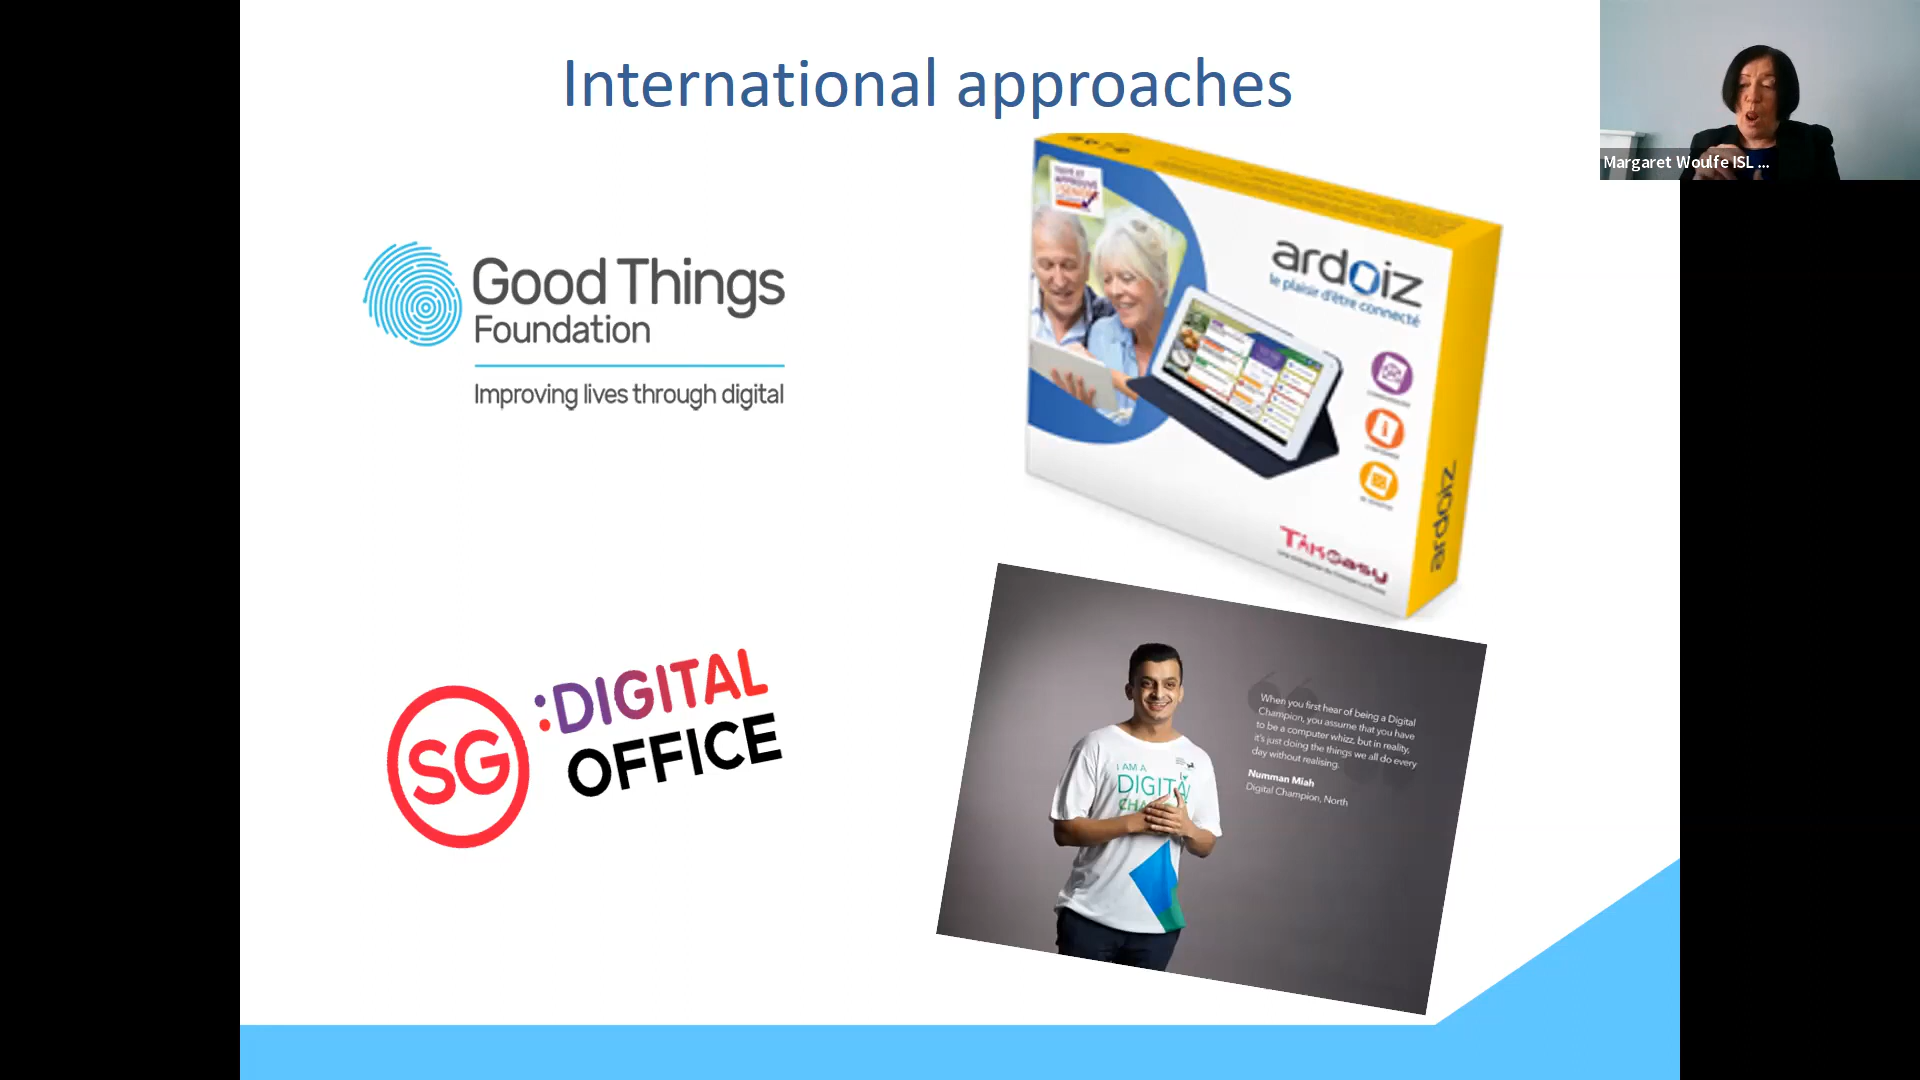 International approaches
Margaret Woulfe ISL ...
Good Things
Foundation
Improving lives through digital
ardoiz
le plaisir d'être connecté
ardoiz
Tikeasy
:DIGITAL
SG OFFICE
I AM A
DIGITAL
CHA
When you first hear of being a Digital
Champion, you assume that you have
to be a computer whizz, but in reality,
it's just doing the things we all do every
day without realising.
Numman Miah
Digital Champion, North